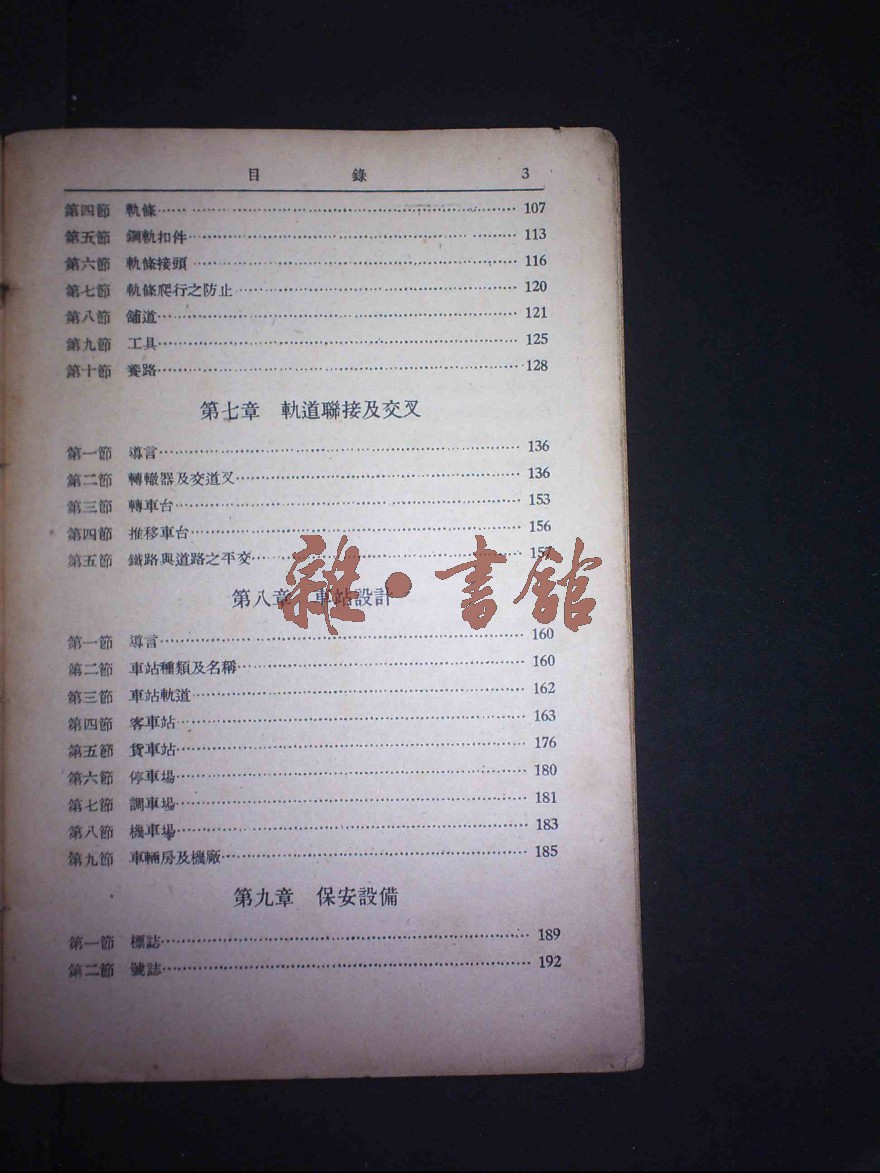 目 錄 3
第四節 軌條 107
第五節 鋼軌扣件 113
第六節 軌條接頭 116
第七節 軌條爬行之防止 120
第八節 舖道 121
第九節 工具 125
第十節 養路 128
第七章 軌道聯接及交叉
第一節 導言 136
第二節 轉轍器及交道叉 136
第三節 轉車台 153
第四節 推移車台 156
第五節 鐵路與道路之平交 157
雜·書館
第八章 車站設計
第一節 導言 160
第二節 車站種類及名稱 160
第三節 車站軌道 162
第四節 客車站 163
第五節 貨車站 176
第六節 停車場 180
第七節 調車場 181
第八節 機車場 183
第九節 車輛房及機廠 185
第九章 保安設備
第一節 標誌 189
第二節 號誌 192